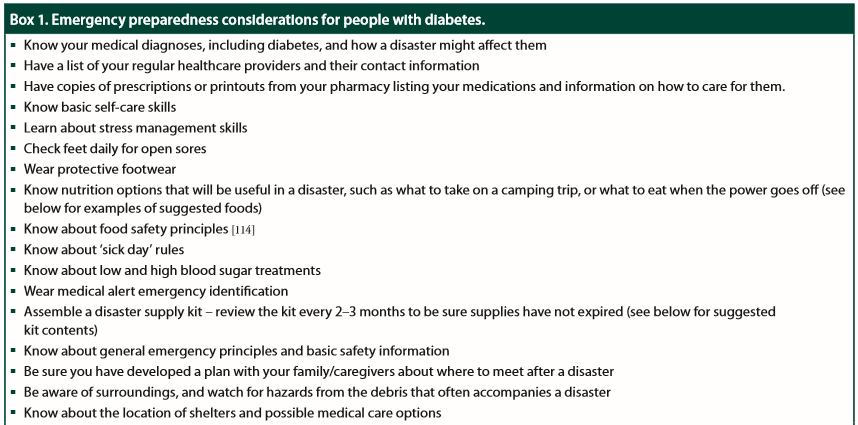 Box 1. Emergency preparedness considerations for people with diabetes.
▪ Know your medical diagnoses, including diabetes, and how a disaster might affect them
▪ Have a list of your regular healthcare providers and their contact information
▪ Have copies of prescriptions or printouts from your pharmacy listing your medications and information on how to care for them.
▪ Know basic self-care skills
▪ Learn about stress management skills
▪ Check feet daily for open sores
▪ Wear protective footwear
▪ Know nutrition options that will be useful in a disaster, such as what to take on a camping trip, or what to eat when the power goes off (see
below for examples of suggested foods)
▪ Know about food safety principles [114]
▪ Know about ‘sick day’ rules
▪ Know about low and high blood sugar treatments
▪ Wear medical alert emergency identification
▪ Assemble a disaster supply kit – review the kit every 2–3 months to be sure supplies have not expired (see below for suggested
kit contents)
▪ Know about general emergency principles and basic safety information
▪ Be sure you have developed a plan with your family/caregivers about where to meet after a disaster
▪ Be aware of surroundings, and watch for hazards from the debris that often accompanies a disaster
▪ Know about the location of shelters and possible medical care options